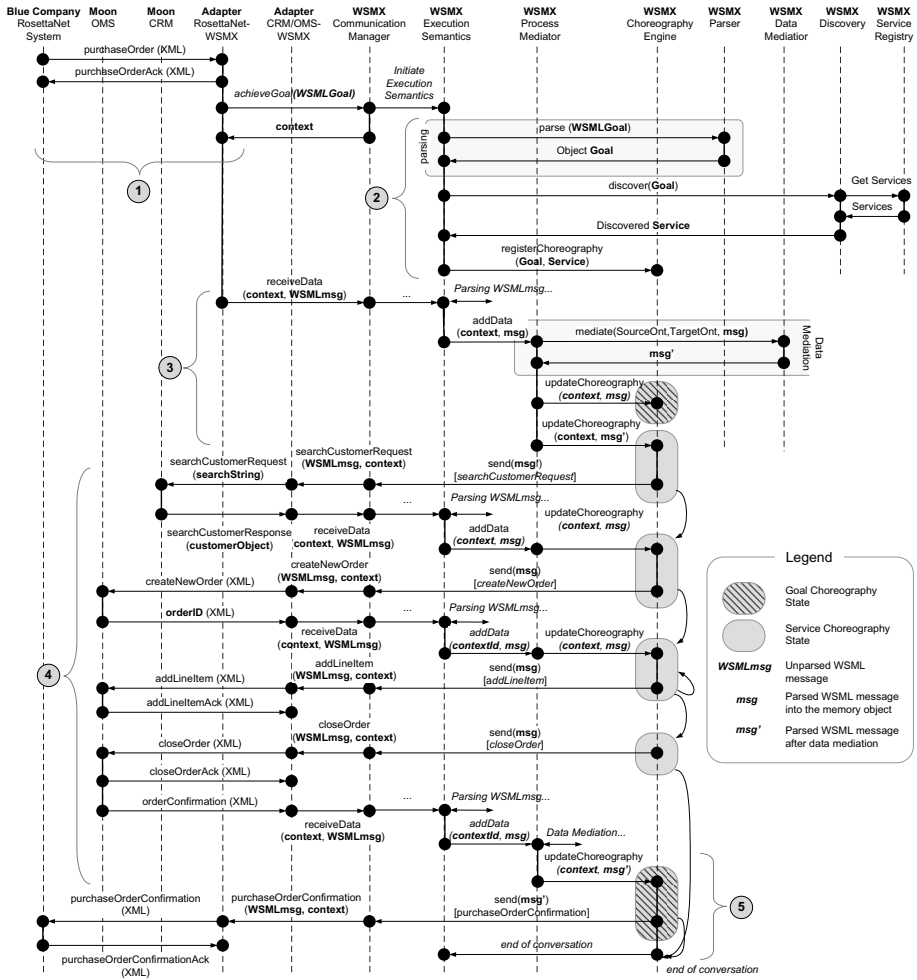 Blue Company Moon Moon Adapter Adapter WSMX WSMX WSMX WSMX WSMX WSMX WSMX WSMX
RosettaNet OMS CRM RosettaNet- CRM/OMS- Communication Execution Process Choreography Parser Data Discovery Service
System WSMX WSMX Manager Semantics Mediator Engine Mediator Registry
purchaseOrder (XML)
purchaseOrderAck (XML)
Initiate
Execution
Semantics
achieveGoal(WSMLGoal)
context
parsing
parse (WSMLGoal)
Object Goal
1
2
discover(Goal)
Get Services
Services
Discovered Service
registerChoreography
(Goal, Service)
receiveData
(context, WSMLmsg)
...
Parsing WSMLmsg...
addData
(context, msg)
mediate(SourceOnt,TargetOnt, msg)
msg'
Data
Mediation
3
updateChoreography
(context, msg)
updateChoreography
(context, msg')
searchCustomerRequest
(searchString)
searchCustomerRequest
(WSMLmsg, context)
send(msg')
[searchCustomerRequest]
...
Parsing WSMLmsg...
searchCustomerResponse
(customerObject)
receiveData
(context, WSMLmsg)
addData
(context, msg)
updateChoreography
(context, msg)
createNewOrder (XML)
createNewOrder
(WSMLmsg, context)
send(msg)
[createNewOrder]
orderID (XML)
...
Parsing WSMLmsg...
receiveData
(context, WSMLmsg)
addData
(contextId, msg)
updateChoreography
(context, msg)
4
addLineItem (XML)
addLineItem
(WSMLmsg, context)
send(msg)
[addLineItem]
addLineItemAck (XML)
closeOrder (XML)
closeOrder
(WSMLmsg, context)
send(msg)
[closeOrder]
closeOrderAck (XML)
orderConfirmation (XML)
...
Parsing WSMLmsg...
receiveData
(context, WSMLmsg)
addData
(contextId, msg)
Data Mediation...
updateChoreography
(context, msg')
5
purchaseOrderConfirmation
(XML)
purchaseOrderConfirmation
(WSMLmsg, context)
send(msg')
[purchaseOrderConfirmation]
end of conversation
purchaseOrderConfirmationAck
(XML)
end of conversation
Legend
Goal Choreography
State
Service Choreography
State
WSMLmsg Unparsed WSML
message
msg Parsed WSML message
into the memory object
msg' Parsed WSML message
after data mediation